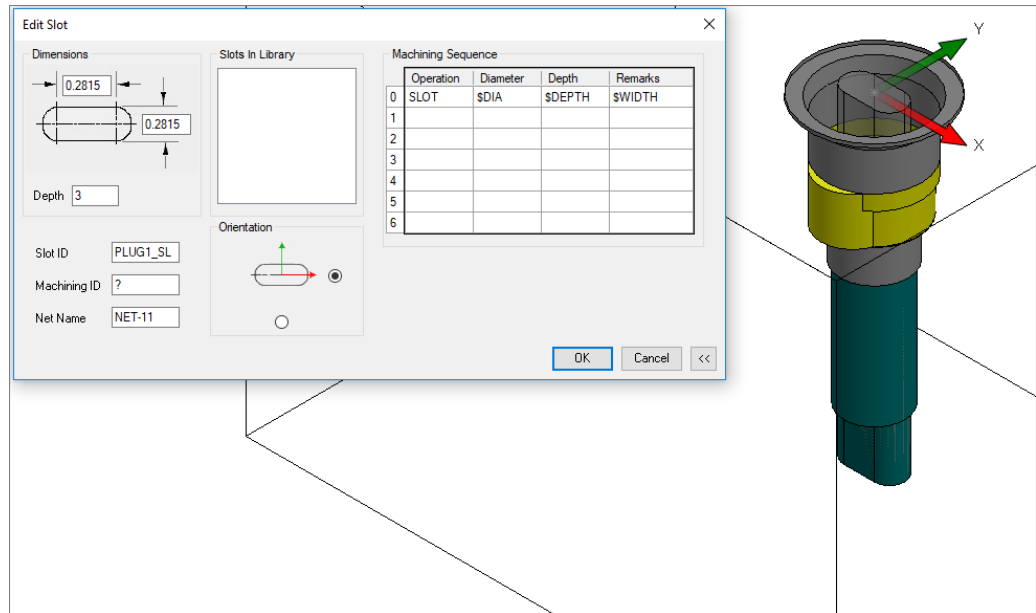 Edit Slot
Dimensions
0.2815
0.2815
Depth 3
Slot ID PLUG1_SL
Machining ID ?
Net Name NET-11
Slots In Library
Orientation
Machining Sequence
Operation Diameter Depth Remarks
0 SLOT $DIA $DEPTH $WIDTH
1
2
3
4
5
6
OK Cancel <<
Y
X